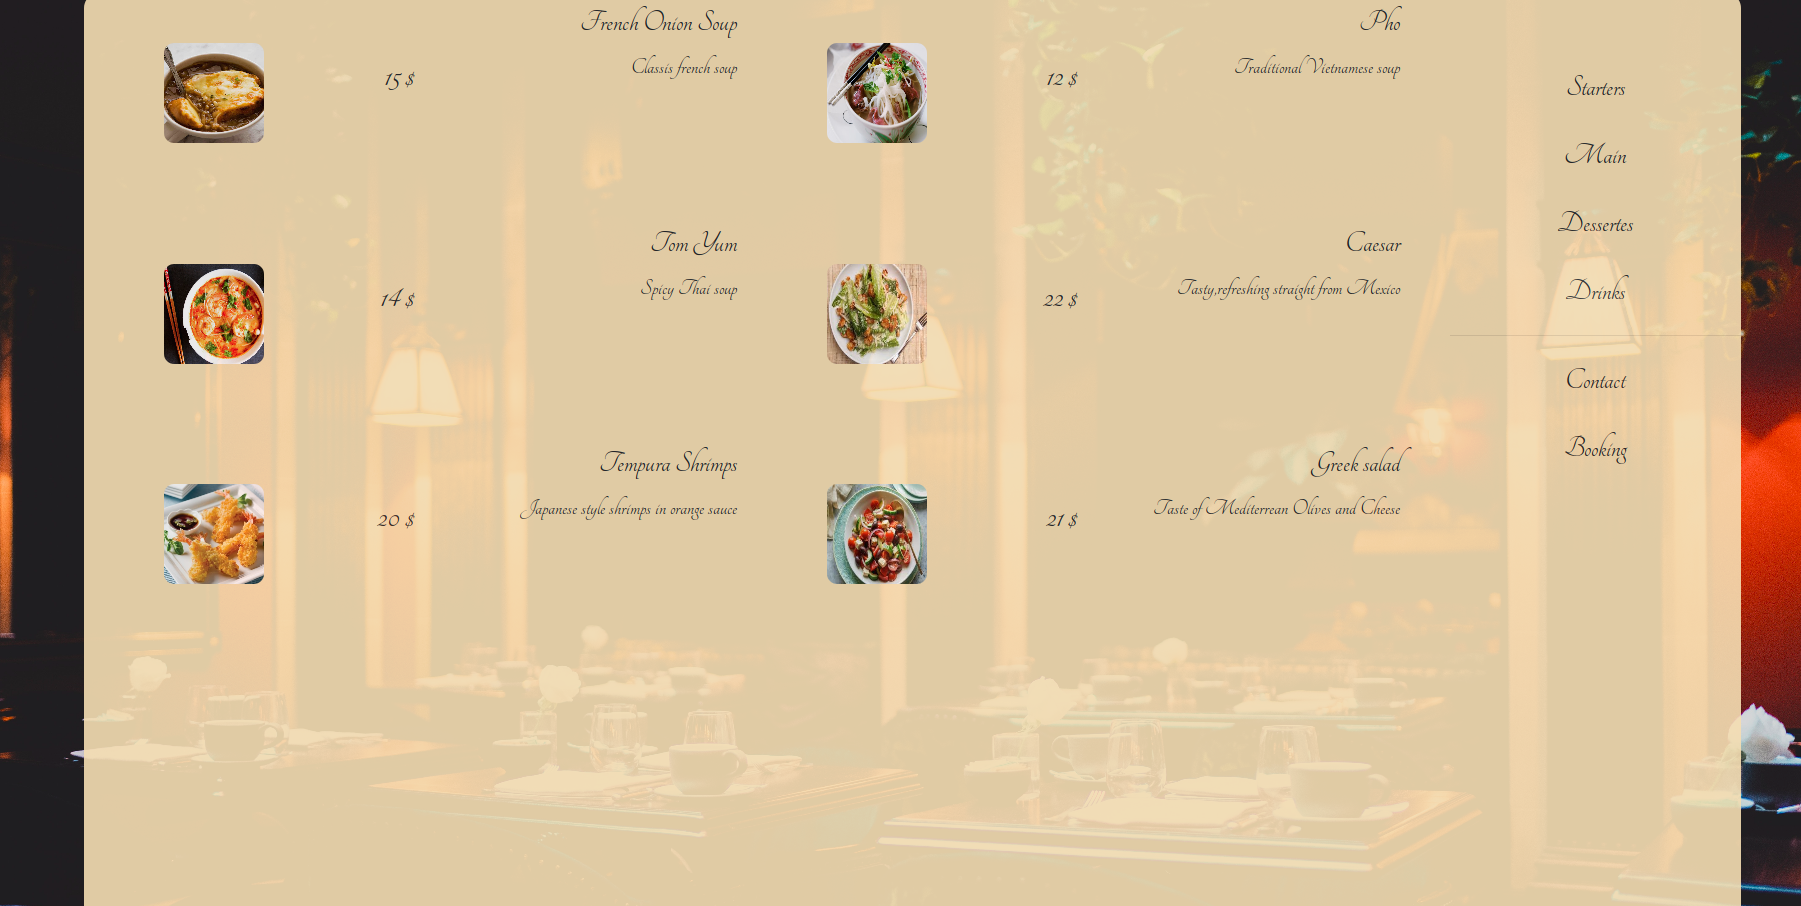 French Onion Soup
Classis french soup
15 $
Pho
Traditional Vietnamese soup
12 $
Tom Yum
Spicy Thai soup
14 $
Caesar
Tasty,refreshing straight from Mexico
22 $
Tempura Shrimps
Japanese style shrimps in orange sauce
20 $
Greek salad
Taste of Mediterrean Olives and Cheese
21 $
Starters
Main
Dessertes
Drinks
Contact
Booking